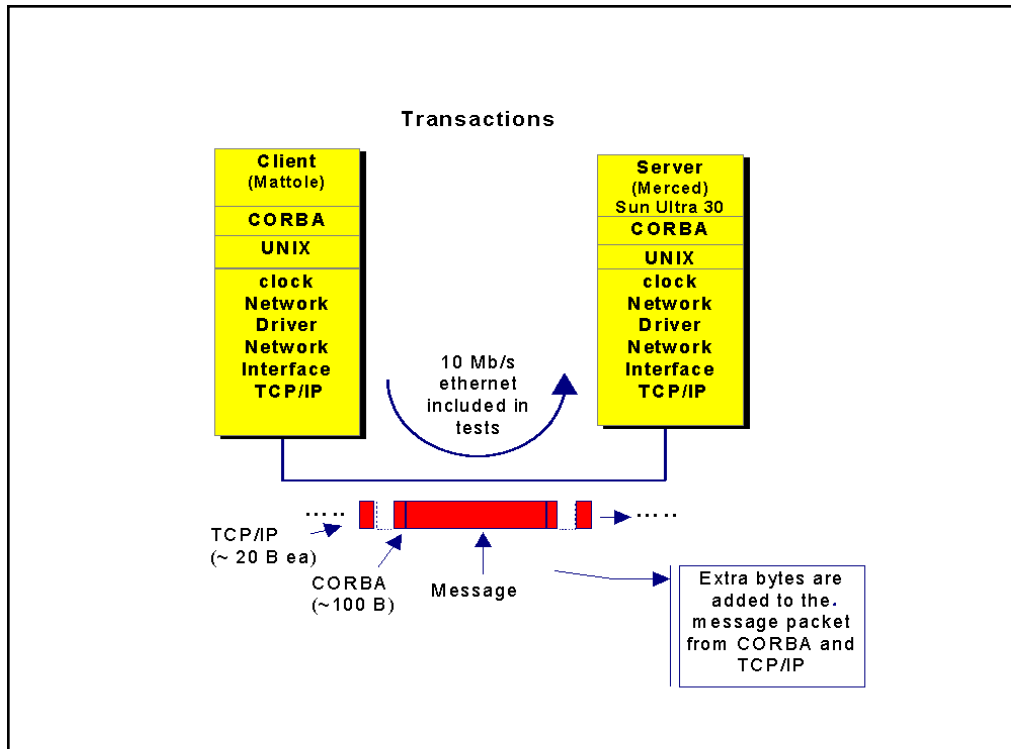 Transactions
Client
(Mattole)
CORBA
UNIX
clock
Network
Driver
Network
Interface
TCP/IP
Server
(Merced)
Sun Ultra 30
CORBA
UNIX
clock
Network
Driver
Network
Interface
TCP/IP
10 Mb/s
ethernet
included in
tests
.....
.....
TCP/IP
(~ 20 B ea)
CORBA
(~100 B)
Message
Extra bytes are
added to the
message packet
from CORBA and
TCP/IP